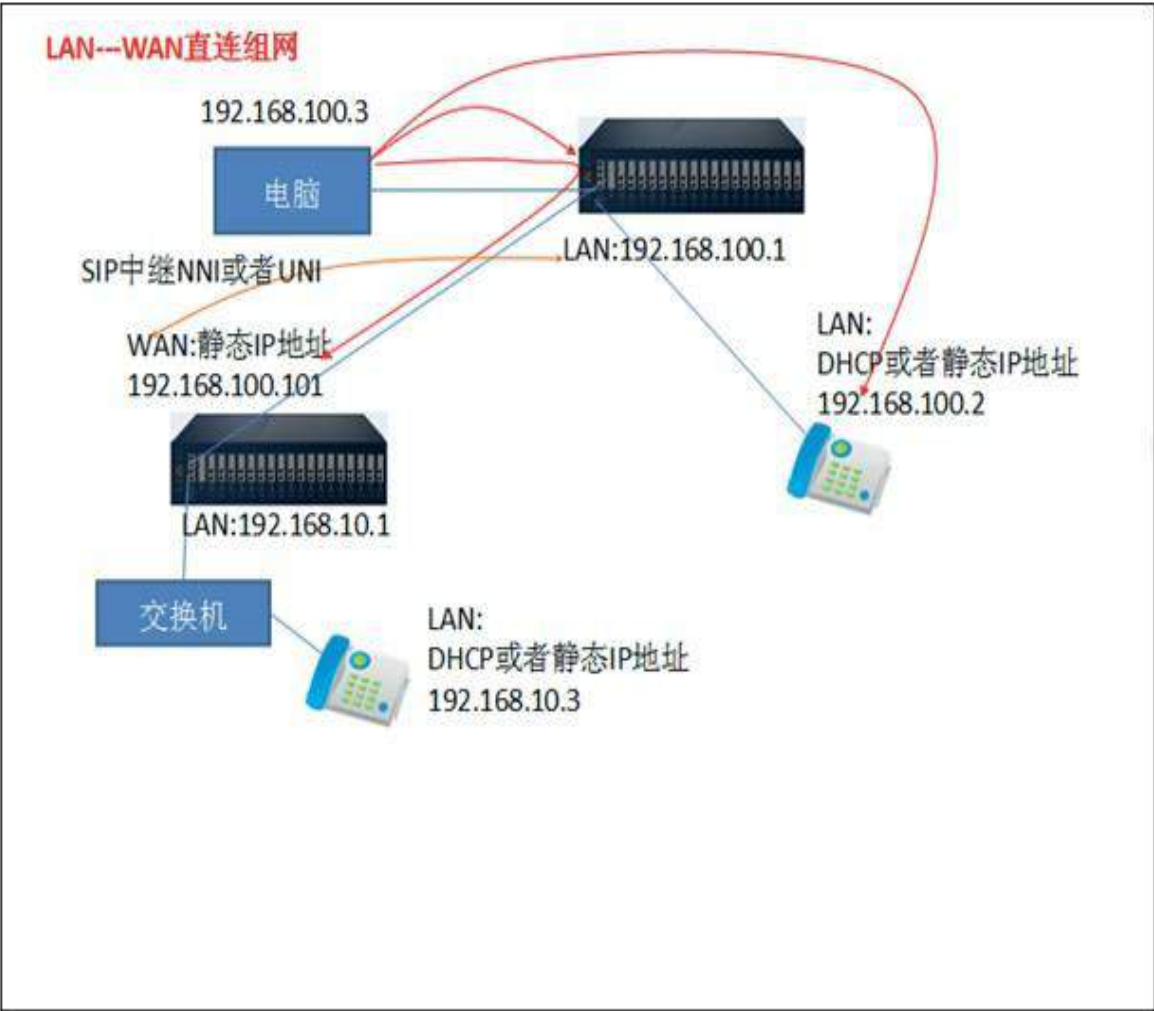 LAN---WAN直连组网
192.168.100.3
电脑
LAN:192.168.100.1
SIP中继NNI或者UNI
WAN:静态IP地址
192.168.100.101
LAN:
DHCP或者静态IP地址
192.168.100.2
LAN:192.168.10.1
交换机
LAN:
DHCP或者静态IP地址
192.168.10.3